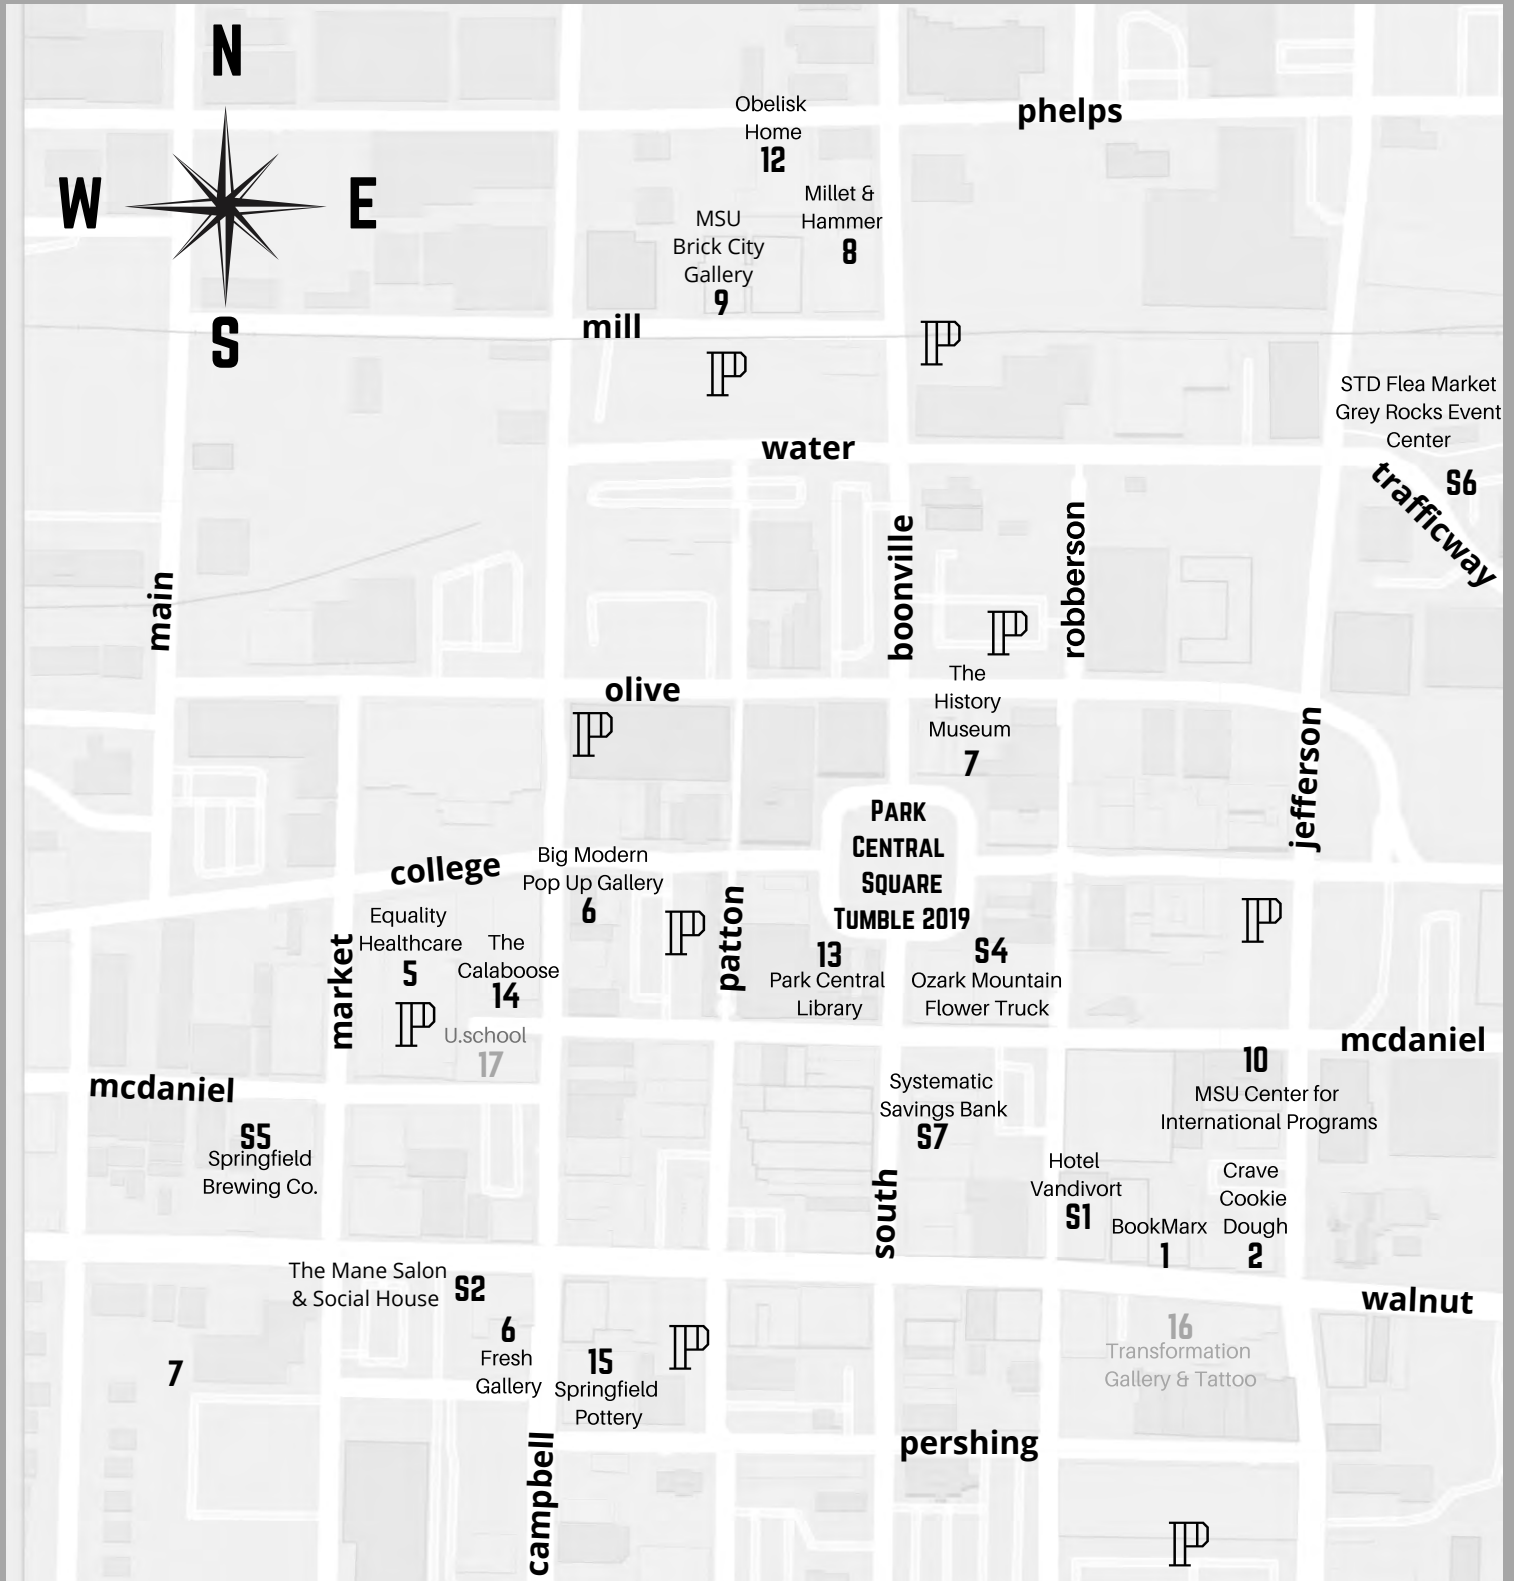 N
W
E
S
phelps
Obelisk
Home
12
Millet &
Hammer
8
MSU
Brick City
Gallery
9
mill
P
P
STD Flea Market
Grey Rocks Event
Center
S6
trafficway
water
boonville
robberson
main
P
The
History
Museum
7
olive
P
jefferson
PARK
CENTRAL
SQUARE
TUMBLE 2019
college
Big Modern
Pop Up Gallery
6
P
patton
P
Equality
Healthcare
5
The
Calaboose
14
market
P
U.school
17
13
Park Central
Library
S4
Ozark Mountain
Flower Truck
mcdaniel
mcdaniel
10
MSU Center for
International Programs
Systematic
Savings Bank
S7
S5
Springfield
Brewing Co.
south
Hotel
Vandivort
S1
BookMarx
1
Crave
Cookie
Dough
2
The Mane Salon
& Social House
S2
walnut
6
Fresh
Gallery
15
Springfield
Pottery
P
16
Transformation
Gallery & Tattoo
7
campbell
pershing
P